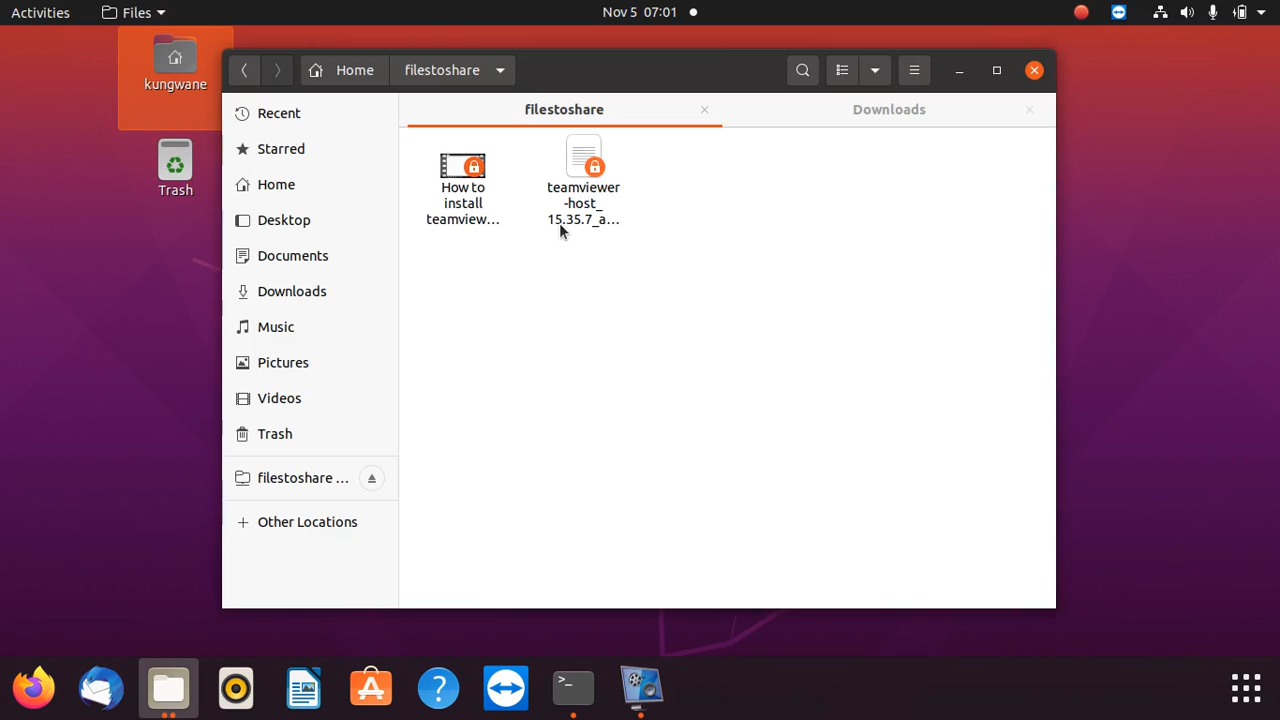 Activities
Files
Nov 5 07:01
kungwane
Trash
Home
filestoshare
filestoshare
Downloads
Recent
Starred
Home
Desktop
Documents
Downloads
Music
Pictures
Videos
Trash
filestoshare ...
Other Locations
How to
install
teamview...
teamviewer
-host_
15.35.7_a...